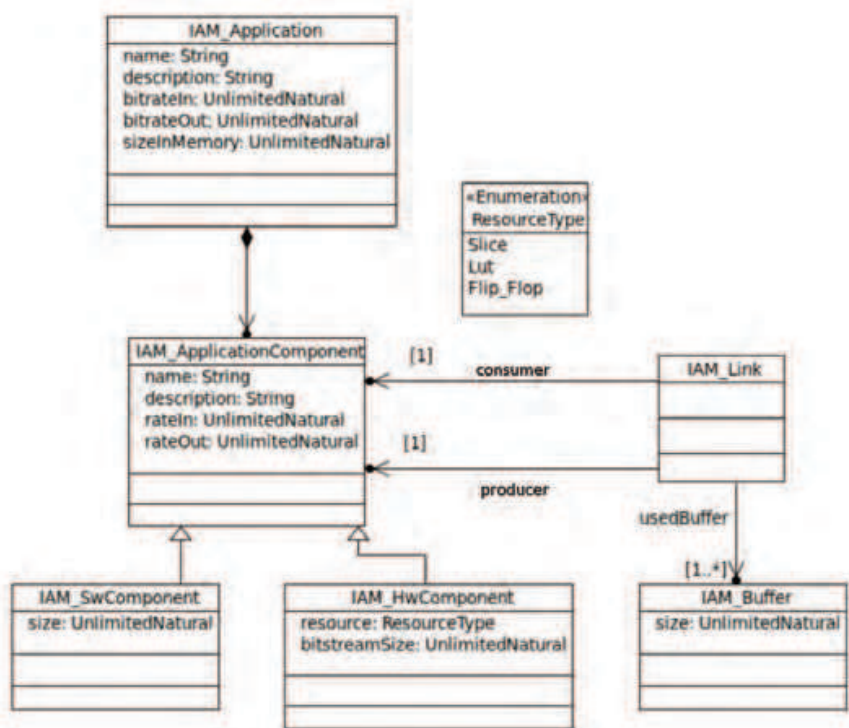 IAM_Application
name: String
description: String
bitrateIn: UnlimitedNatural
bitrateOut: UnlimitedNatural
sizeInMemory: UnlimitedNatural
«Enumeration»
ResourceType
Slice
Lut
Flip_Flop
IAM_ApplicationComponent
name: String
description: String
rateIn: UnlimitedNatural
rateOut: UnlimitedNatural
[1]
consumer
[1]
producer
IAM_Link
usedBuffer
[1..*]
IAM_SwComponent
size: UnlimitedNatural
IAM_HwComponent
resource: ResourceType
bitstreamSize: UnlimitedNatural
IAM_Buffer
size: UnlimitedNatural